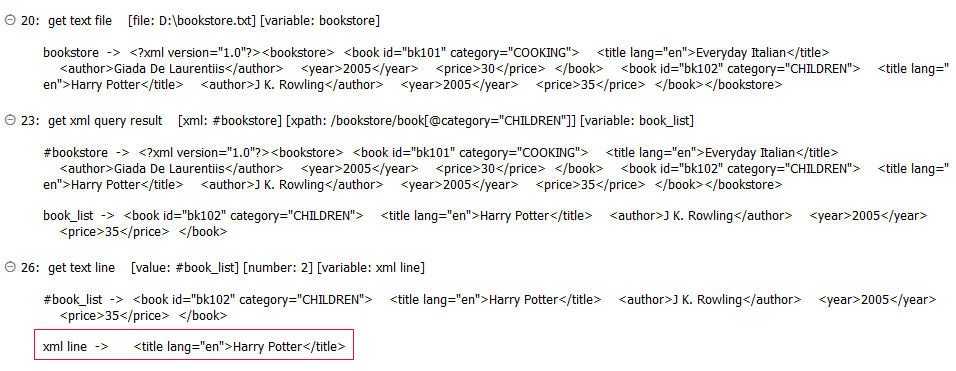 20: get text file [file: D:\bookstore.txt] [variable: bookstore]
bookstore -> <?xml version="1.0"?><bookstore> <book id="bk101" category="COOKING"> <title lang="en">Everyday Italian</title>
<author>Giada De Laurentiis</author> <year>2005</year> <price>30</price> </book> <book id="bk102" category="CHILDREN"> <title lang="
en">Harry Potter</title> <author>J K. Rowling</author> <year>2005</year> <price>35</price> </book></bookstore>
23: get xml query result [xml: #bookstore] [xpath: /bookstore/book[@category="CHILDREN"]] [variable: book_list]
#bookstore -> <?xml version="1.0"?><bookstore> <book id="bk101" category="COOKING"> <title lang="en">Everyday Italian</title>
<author>Giada De Laurentiis</author> <year>2005</year> <price>30</price> </book> <book id="bk102" category="CHILDREN"> <title lang="
en">Harry Potter</title> <author>J K. Rowling</author> <year>2005</year> <price>35</price> </book></bookstore>
book_list -> <book id="bk102" category="CHILDREN"> <title lang="en">Harry Potter</title> <author>J K. Rowling</author> <year>2005</year>
<price>35</price> </book>
26: get text line [value: #book_list] [number: 2] [variable: xml line]
#book_list -> <book id="bk102" category="CHILDREN"> <title lang="en">Harry Potter</title> <author>J K. Rowling</author> <year>2005</year>
<price>35</price> </book>
xml line -> <title lang="en">Harry Potter</title>